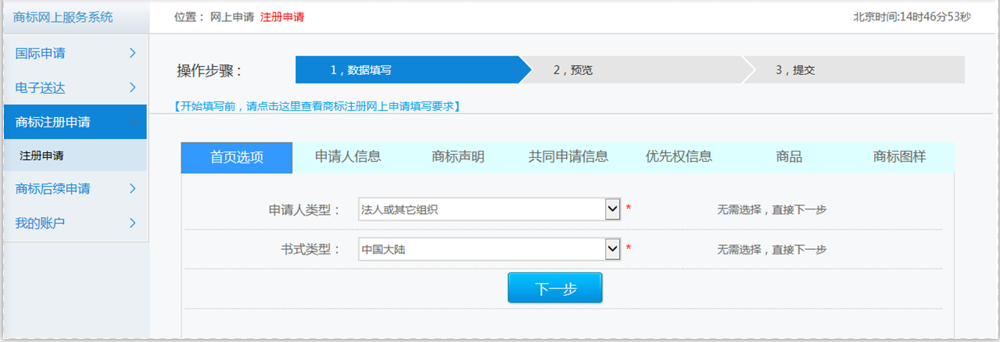 商标网上服务系统
位置： 网上申请 注册申请
北京时间:14时46分53秒
国际申请
电子送达
商标注册申请
注册申请
商标后续申请
我的账户
操作步骤：
1，数据填写
2，预览
3，提交
【开始填写前，请点击这里查看商标注册网上申请填写要求】
首页选项
申请人信息
商标声明
共同申请信息
优先权信息
商品
商标图样
申请人类型： 法人或其它组织 * 无需选择，直接下一步
书式类型： 中国大陆 * 无需选择，直接下一步
下一步